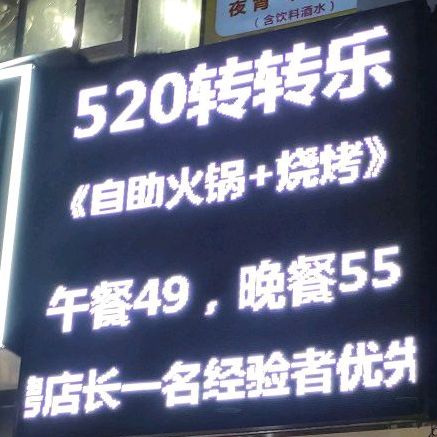 夜宵
（含饮料酒水）
520转转乐
《自助火锅+烧烤》
午餐49，晚餐55
聘店长一名经验者优先